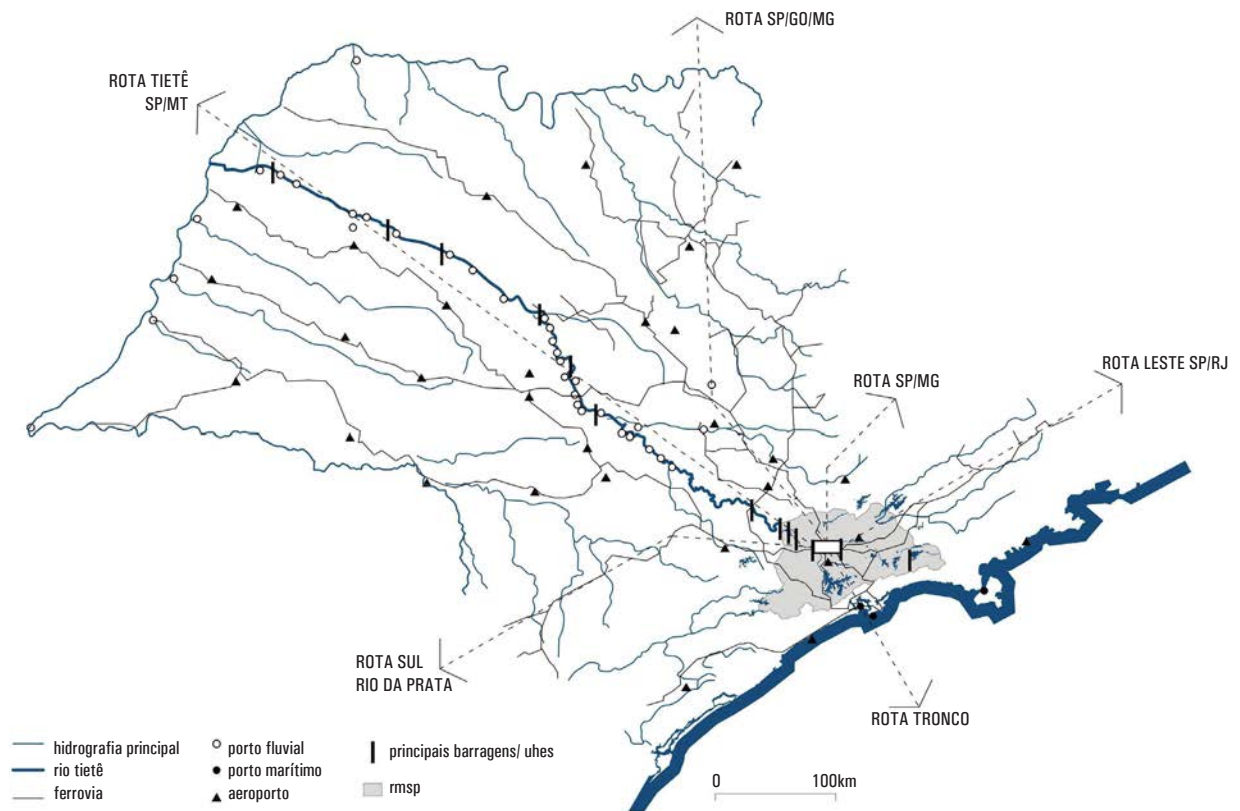 ROTA SP/GO/MG
ROTA TIETÊ
SP/MT
ROTA LESTE SP/RJ
ROTA SP/MG
ROTA SUL
RIO DA PRATA
ROTA TRONCO
hidrografia principal
rio tietê
ferrovia
porto fluvial
porto marítimo
aeroporto
principais barragens/ uhes
rmsp
0 100km